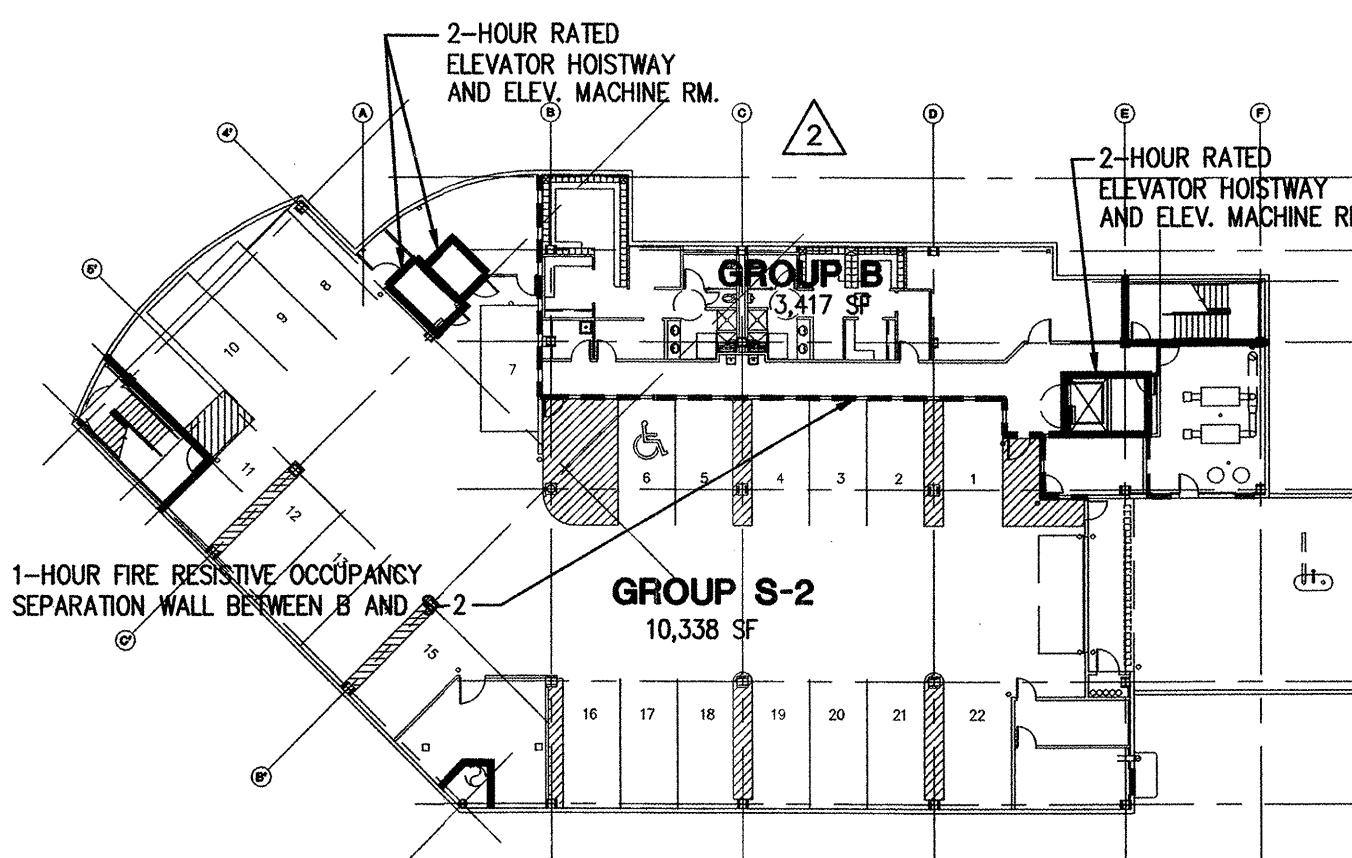 2-HOUR RATED
ELEVATOR HOISTWAY
AND ELEV. MACHINE RM.
A
B
C
D
E
F
4'
2
2-HOUR RATED
ELEVATOR HOISTWAY
AND ELEV. MACHINE
5'
8
9
10
7
GROUP B
3,417 SF
11
12
13
6
5
4
3
2
1
1-HOUR FIRE RESISTIVE OCCUPANCY
SEPARATION WALL BETWEEN B AND S-2
GROUP S-2
10,338 SF
C'
15
16
17
18
19
20
21
22
B'